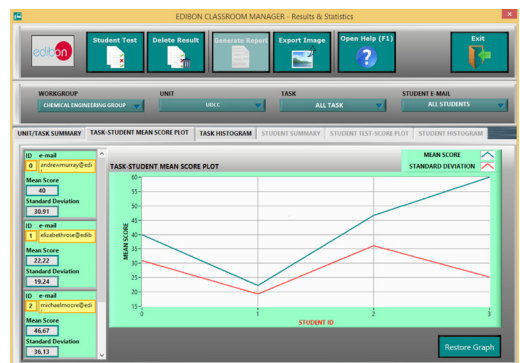 EDIBON CLASSROOM MANAGER - Results & Statistics
edibon
Student Test
Delete Result
Generate Report
Export Image
Open Help (F1)
Exit
WORKGROUP
UNIT
TASK
STUDENT E-MAIL
CHEMICAL ENGINEERING GROUP
UOCC
ALL TASK
ALL STUDENTS
UNIT/TASK SUMMARY
TASK-STUDENT MEAN SCORE PLOT
TASK HISTOGRAM
STUDENT SUMMARY
STUDENT TEST-SCORE PLOT
STUDENT HISTOGRAM
ID e-mail
0 andrewmurray@edi
Mean Score
40
Standard Deviation
30,91
ID e-mail
1 elizabethrose@edib
Mean Score
22,22
Standard Deviation
19,24
ID e-mail
2 michaelmoore@edi
Mean Score
46,67
Standard Deviation
36,13
TASK-STUDENT MEAN SCORE PLOT
MEAN SCORE
STANDARD DEVIATION
MEAN SCORE
60
55
50
45
40
35
30
25
20
15
0
1
2
3
STUDENT ID
Restore Graph